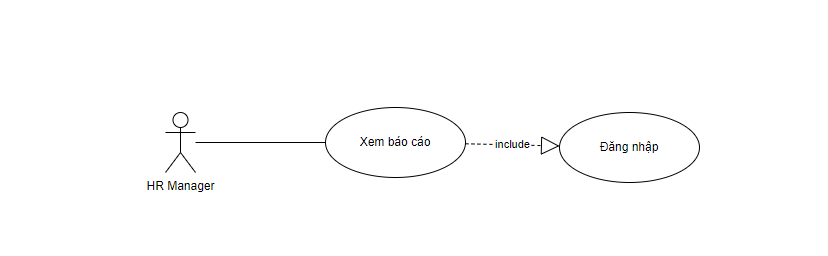 Xem báo cáo
include
Đăng nhập
HR Manager